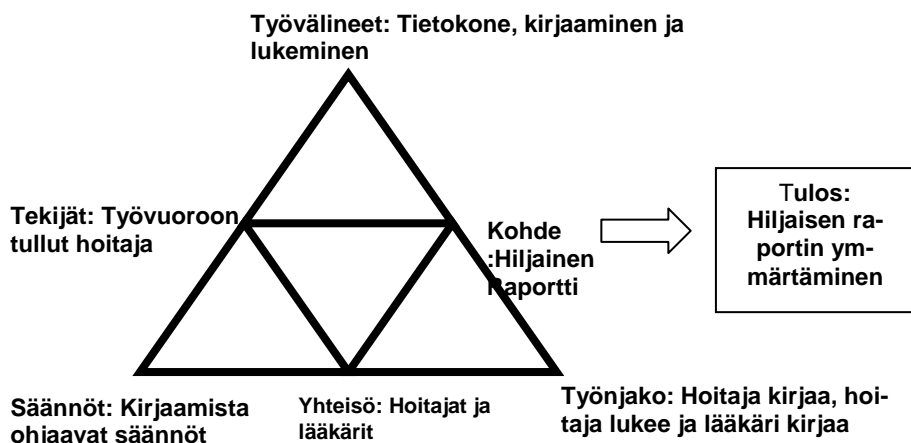 Työvälineet: Tietokone, kirjaaminen ja
lukeminen
Tekijät: Työvuoroon
tullut hoitaja
Kohde
:Hiljainen
Raportti
Tulos:
Hiljaisen ra-
portin ym-
märtäminen
Säännöt: Kirjaamista
ohjaavat säännöt
Yhteisö: Hoitajat ja
lääkärit
Työnjako: Hoitaja kirjaa, hoi-
taja lukee ja lääkäri kirjaa